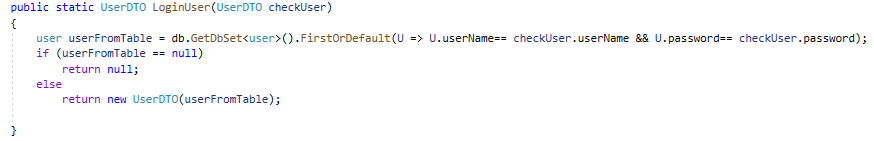 public static UserDTO LoginUser(UserDTO checkUser)
{
    user userFromTable = db.GetDbSet<user>().FirstOrDefault(U => U.userName== checkUser.userName && U.password== checkUser.password);
    if (userFromTable == null)
        return null;
    else
        return new UserDTO(userFromTable);
}